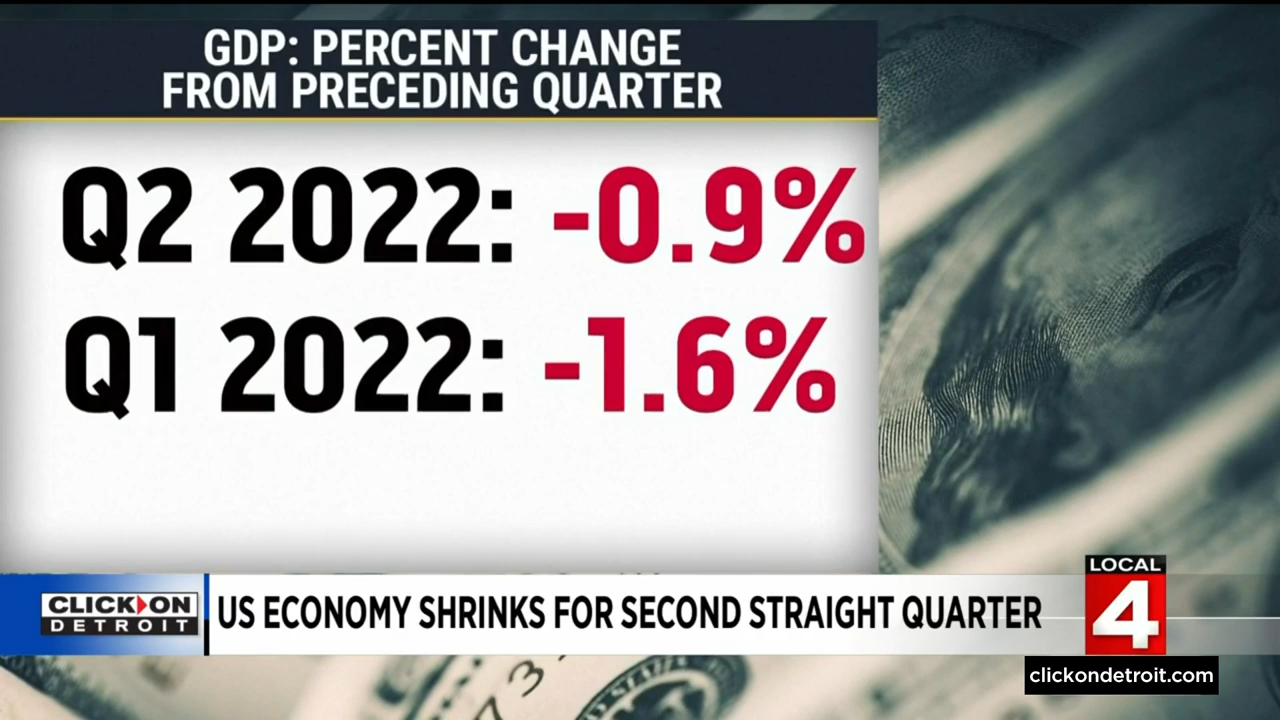 GDP: PERCENT CHANGE
FROM PRECEDING QUARTER
Q2 2022: -0.9%
Q1 2022: -1.6%
CLICK ON
DETROIT
US ECONOMY SHRINKS FOR SECOND STRAIGHT QUARTER
LOCAL
4
clickondetroit.com
73